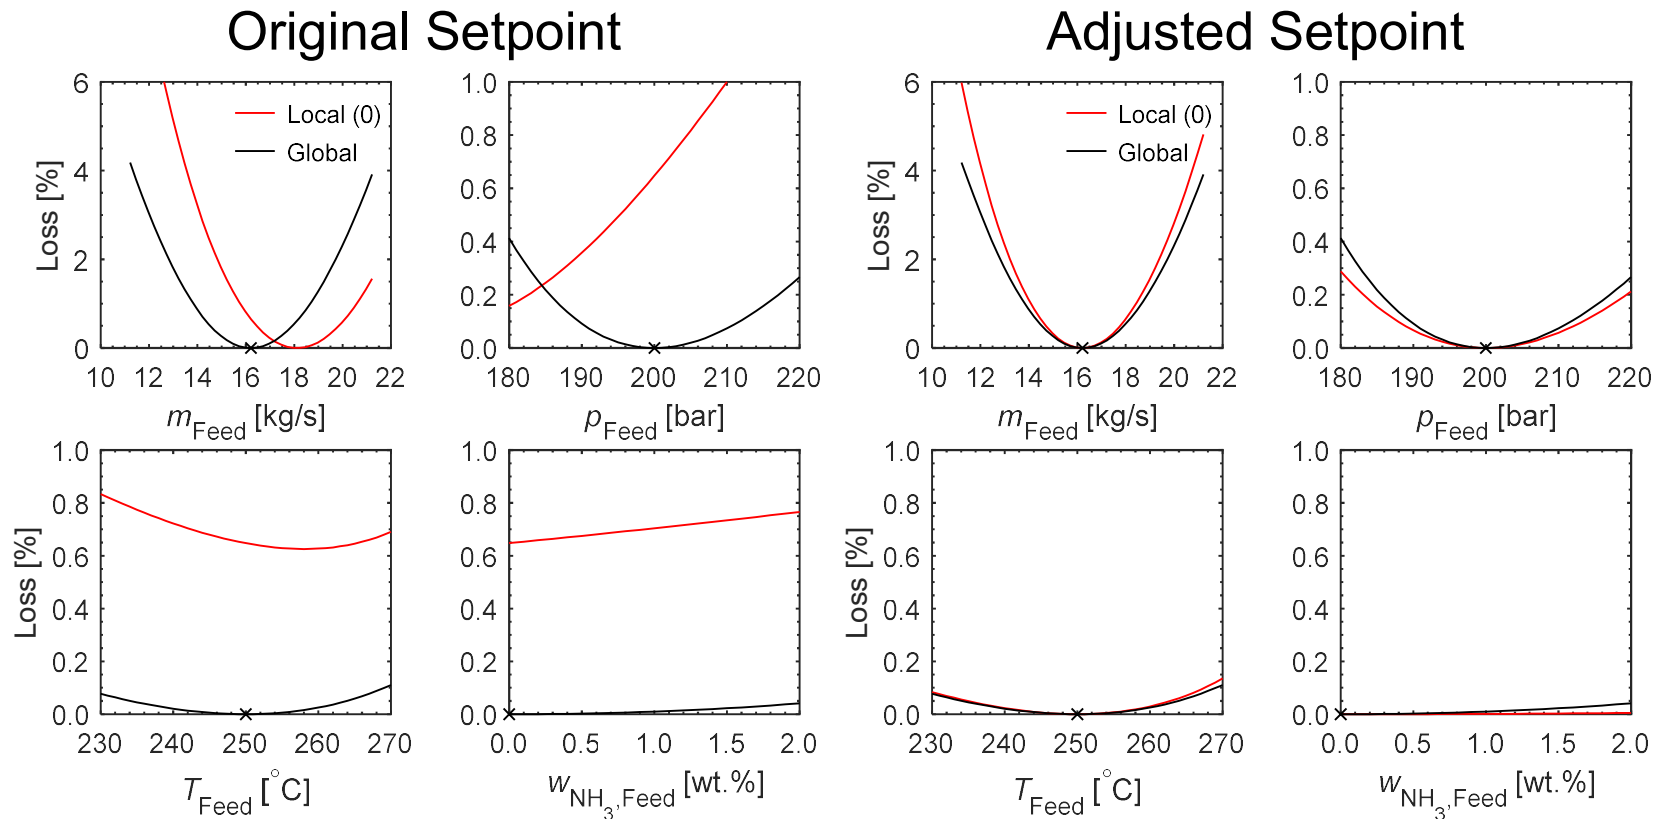 Original Setpoint
Adjusted Setpoint
6
4
2
0
Loss [%]
Local (0)
Global
10 12 14 16 18 20 22
m Feed [kg/s]
1.0
0.8
0.6
0.4
0.2
0.0
180 190 200 210 220
p Feed [bar]
6
4
2
0
Loss [%]
Local (0)
Global
10 12 14 16 18 20 22
m Feed [kg/s]
1.0
0.8
0.6
0.4
0.2
0.0
180 190 200 210 220
p Feed [bar]
1.0
0.8
0.6
0.4
0.2
0.0
Loss [%]
230 240 250 260 270
T Feed [°C]
1.0
0.8
0.6
0.4
0.2
0.0
0.0 0.5 1.0 1.5 2.0
w NH3,Feed [wt.%]
1.0
0.8
0.6
0.4
0.2
0.0
Loss [%]
230 240 250 260 270
T Feed [°C]
1.0
0.8
0.6
0.4
0.2
0.0
0.0 0.5 1.0 1.5 2.0
w NH3,Feed [wt.%]